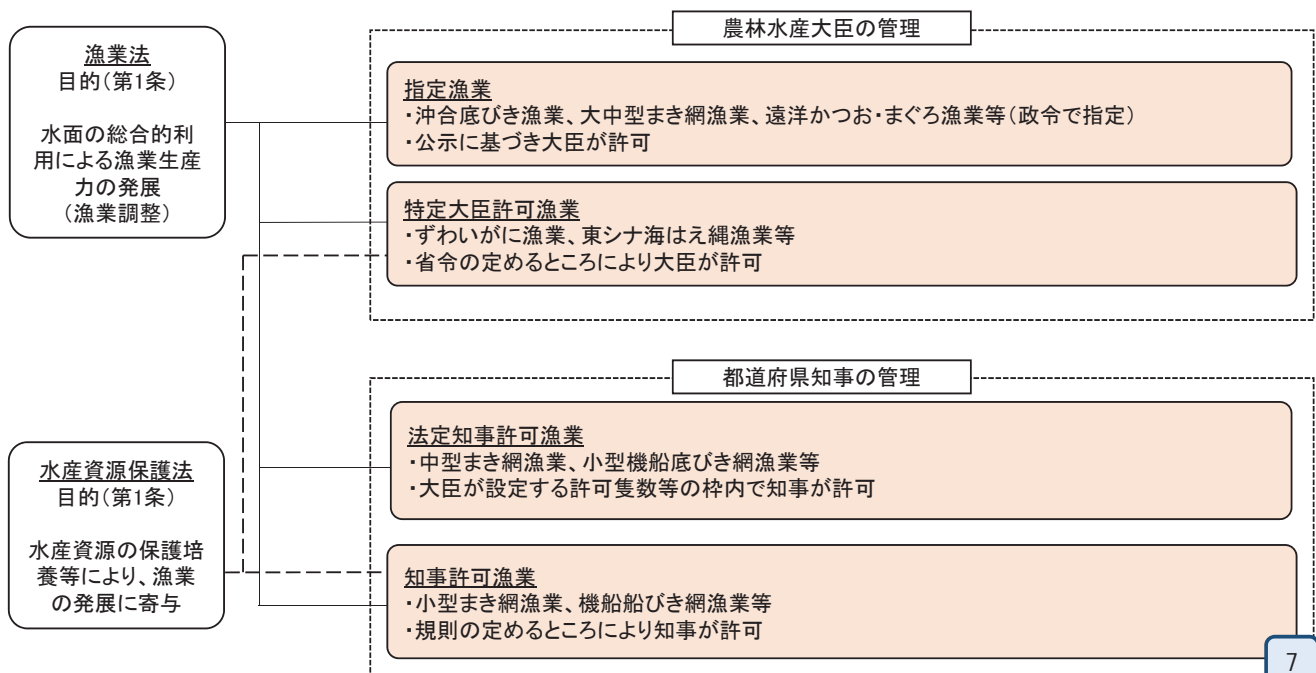 漁業法
目的(第1条)
水面の総合的利
用による漁業生産
力の発展
(漁業調整)
水産資源保護法
目的(第1条)
水産資源の保護培
養等により、漁業
の発展に寄与
農林水産大臣の管理
指定漁業
・沖合底びき漁業、大中型まき網漁業、遠洋かつお・まぐろ漁業等(政令で指定)
・公示に基づき大臣が許可
特定大臣許可漁業
・ずわいがに漁業、東シナ海はえ縄漁業等
・省令の定めるところにより大臣が許可
都道府県知事の管理
法定知事許可漁業
・中型まき網漁業、小型機船底びき網漁業等
・大臣が設定する許可隻数等の枠内で知事が許可
知事許可漁業
・小型まき網漁業、機船船びき網漁業等
・規則の定めるところにより知事が許可
7